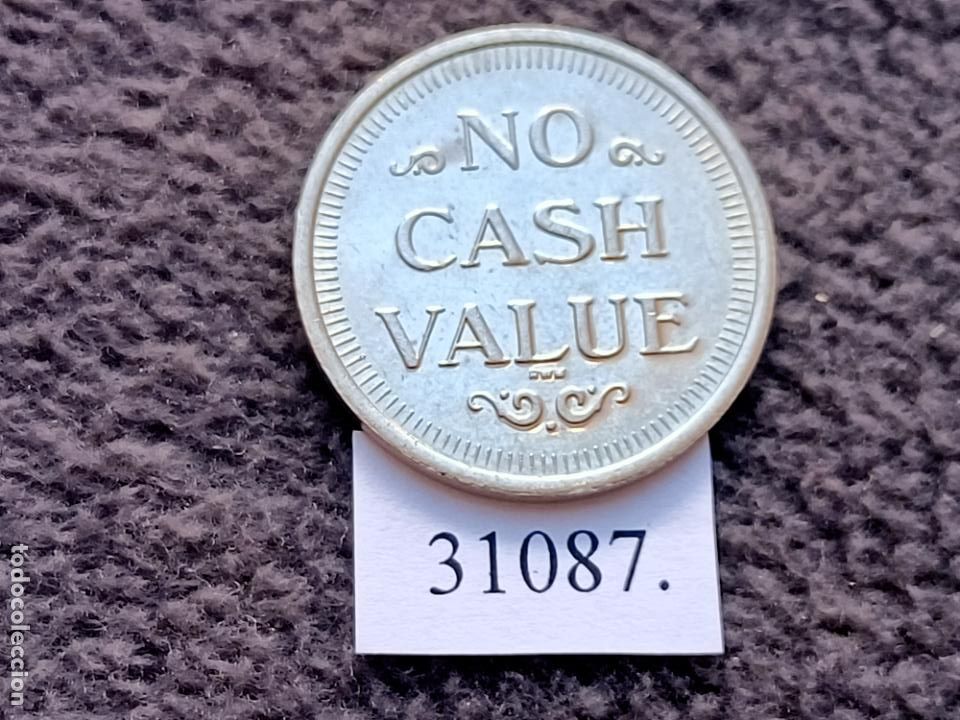 NO
CASH
VALUE
31087.
todocoleccion